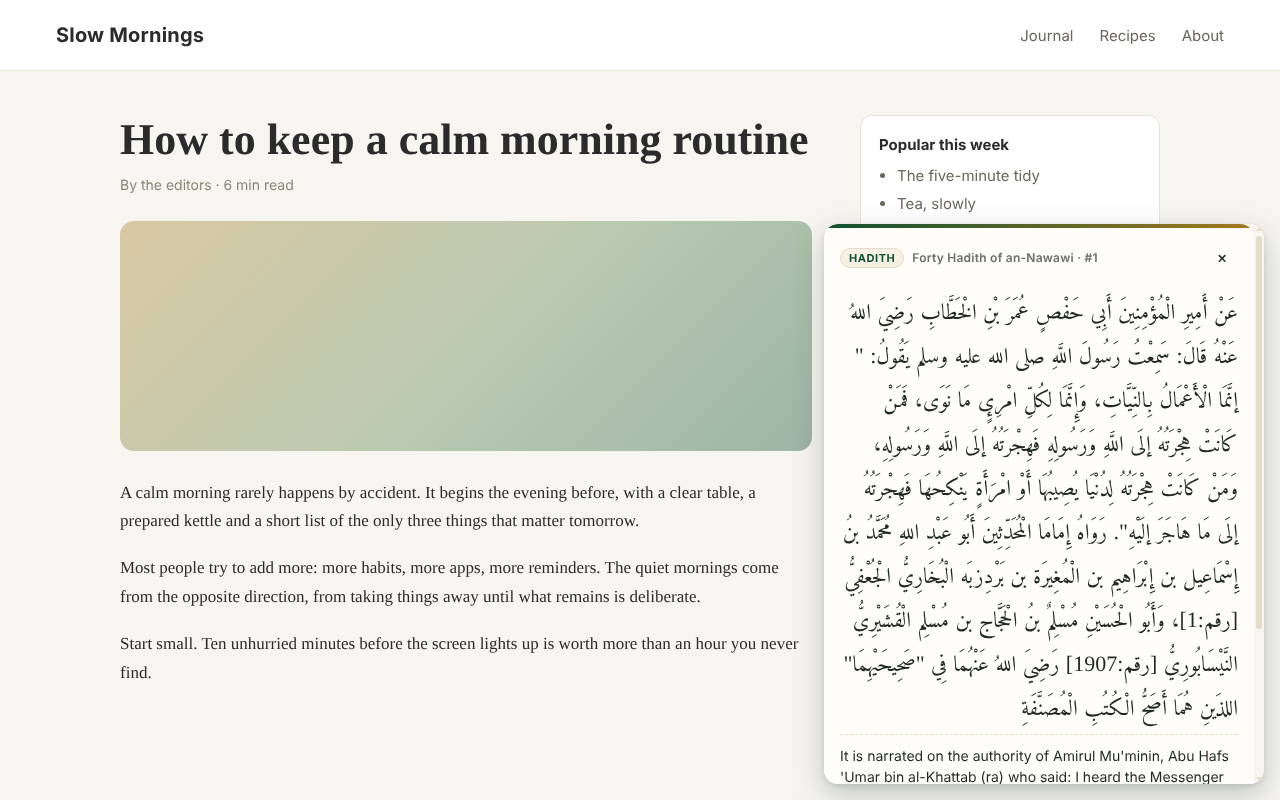 Slow Mornings
Journal
Recipes
About
How to keep a calm morning routine
By the editors · 6 min read
A calm morning rarely happens by accident. It begins the evening before, with a clear table, a
prepared kettle and a short list of the only three things that matter tomorrow.
Most people try to add more: more habits, more apps, more reminders. The quiet mornings come
from the opposite direction, from taking things away until what remains is deliberate.
Start small. Ten unhurried minutes before the screen lights up is worth more than an hour you never
find.
Popular this week
• The five-minute tidy
• Tea, slowly
HADITH
Forty Hadith of an-Nawawi · #1
×
عَنْ أَمِيرِ الْمُؤْمِنِينَ أَبِي حَفْصٍ عُمَرَ بْنِ الْخَطَّابِ رَضِيَ اللهُ
عَنْهُ قَالَ: سَمِعْتُ رَسُولَ اللَّهِ صلى الله عليه وسلم يَقُولُ: "
إنَّمَا الْأَعْمَالُ بِالنِّيَّاتِ، وَإِنَّمَا لِكُلِّ امْرِئٍ مَا نَوَى، فَمَنْ
كَانَتْ هِجْرَتُهُ إلَى اللَّهِ وَرَسُولِهِ فَهِجْرَتُهُ إلَى اللَّهِ وَرَسُولِهِ،
وَمَنْ كَانَتْ هِجْرَتُهُ لِدُنْيَا يُصِيبُهَا أَوْ امْرَأَةٍ يَنْكِحُهَا فَهِجْرَتُهُ
إلَى مَا هَاجَرَ إلَيْهِ". رَوَاهُ إِمَامَا الْمُحَدِّثِينَ أَبُو عَبْدِ اللهِ مُحَمَّدُ بنُ
إِسْمَاعِيل بن إِبْرَاهِيم بن الْمُغِيرَة بن بَرْدِزبَه الْبُخَارِيُّ الْجُعْفِيُّ
[رقم:1]، وَأَبُو الْحُسَيْنِ مُسْلِمٌ بنُ الْحَجَّاج بن مُسْلِم الْقُشَيْرِيُّ
النَّيْسَابُورِيُّ [رقم:1907] رَضِيَ اللهُ عَنْهُمَا فِي "صَحِيحَيْهِمَا"
اللذَينِ هُمَا أَصَحُّ الْكُتُبِ الْمُصَنَّفَةِ
It is narrated on the authority of Amirul Mu'minin, Abu Hafs
'Umar bin al-Khattab (ra) who said: I heard the Messenger